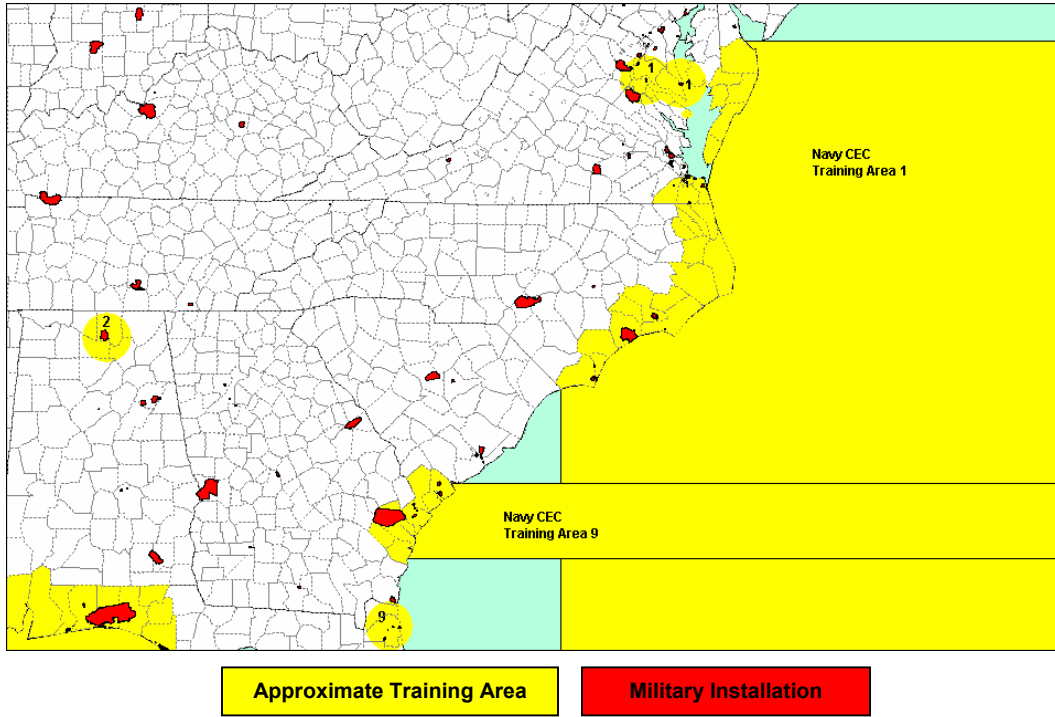 1
1
Navy CEC
Training Area 1
2
Navy CEC
Training Area 9
9
Approximate Training Area
Military Installation